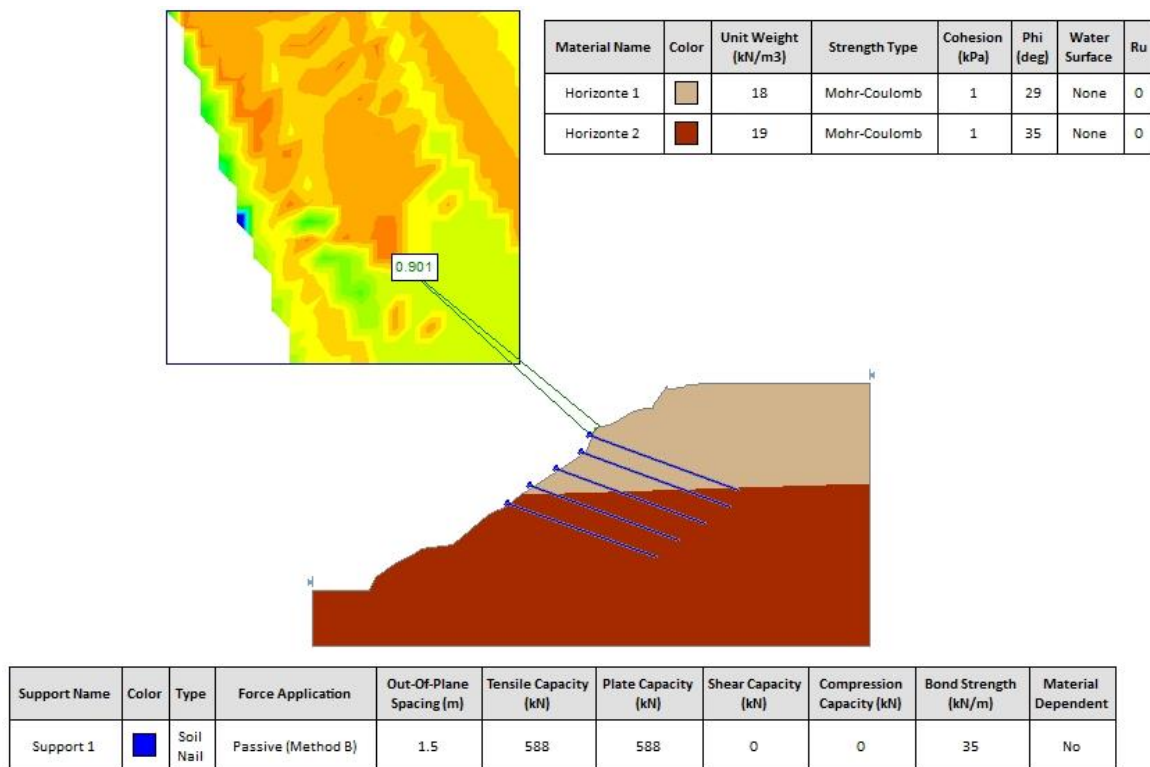 Material Name Color Unit Weight (kN/m3) Strength Type Cohesion (kPa) Phi (deg) Water Surface Ru
Horizonte 1 18 Mohr-Coulomb 1 29 None 0
Horizonte 2 19 Mohr-Coulomb 1 35 None 0
0.901
Support Name Color Type Force Application Out-Of-Plane Spacing (m) Tensile Capacity (kN) Plate Capacity (kN) Shear Capacity (kN) Compression Capacity (kN) Bond Strength (kN/m) Material Dependent
Support 1 Soil Nail Passive (Method B) 1.5 588 588 0 0 35 No